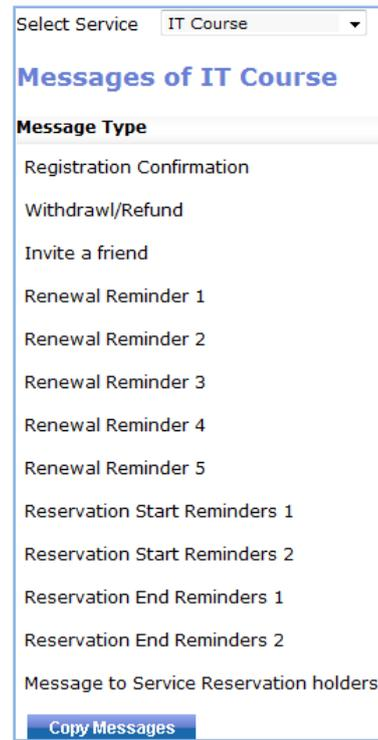 Select Service IT Course
Messages of IT Course
Message Type
Registration Confirmation
Withdrawl/Refund
Invite a friend
Renewal Reminder 1
Renewal Reminder 2
Renewal Reminder 3
Renewal Reminder 4
Renewal Reminder 5
Reservation Start Reminders 1
Reservation Start Reminders 2
Reservation End Reminders 1
Reservation End Reminders 2
Message to Service Reservation holders
Copy Messages